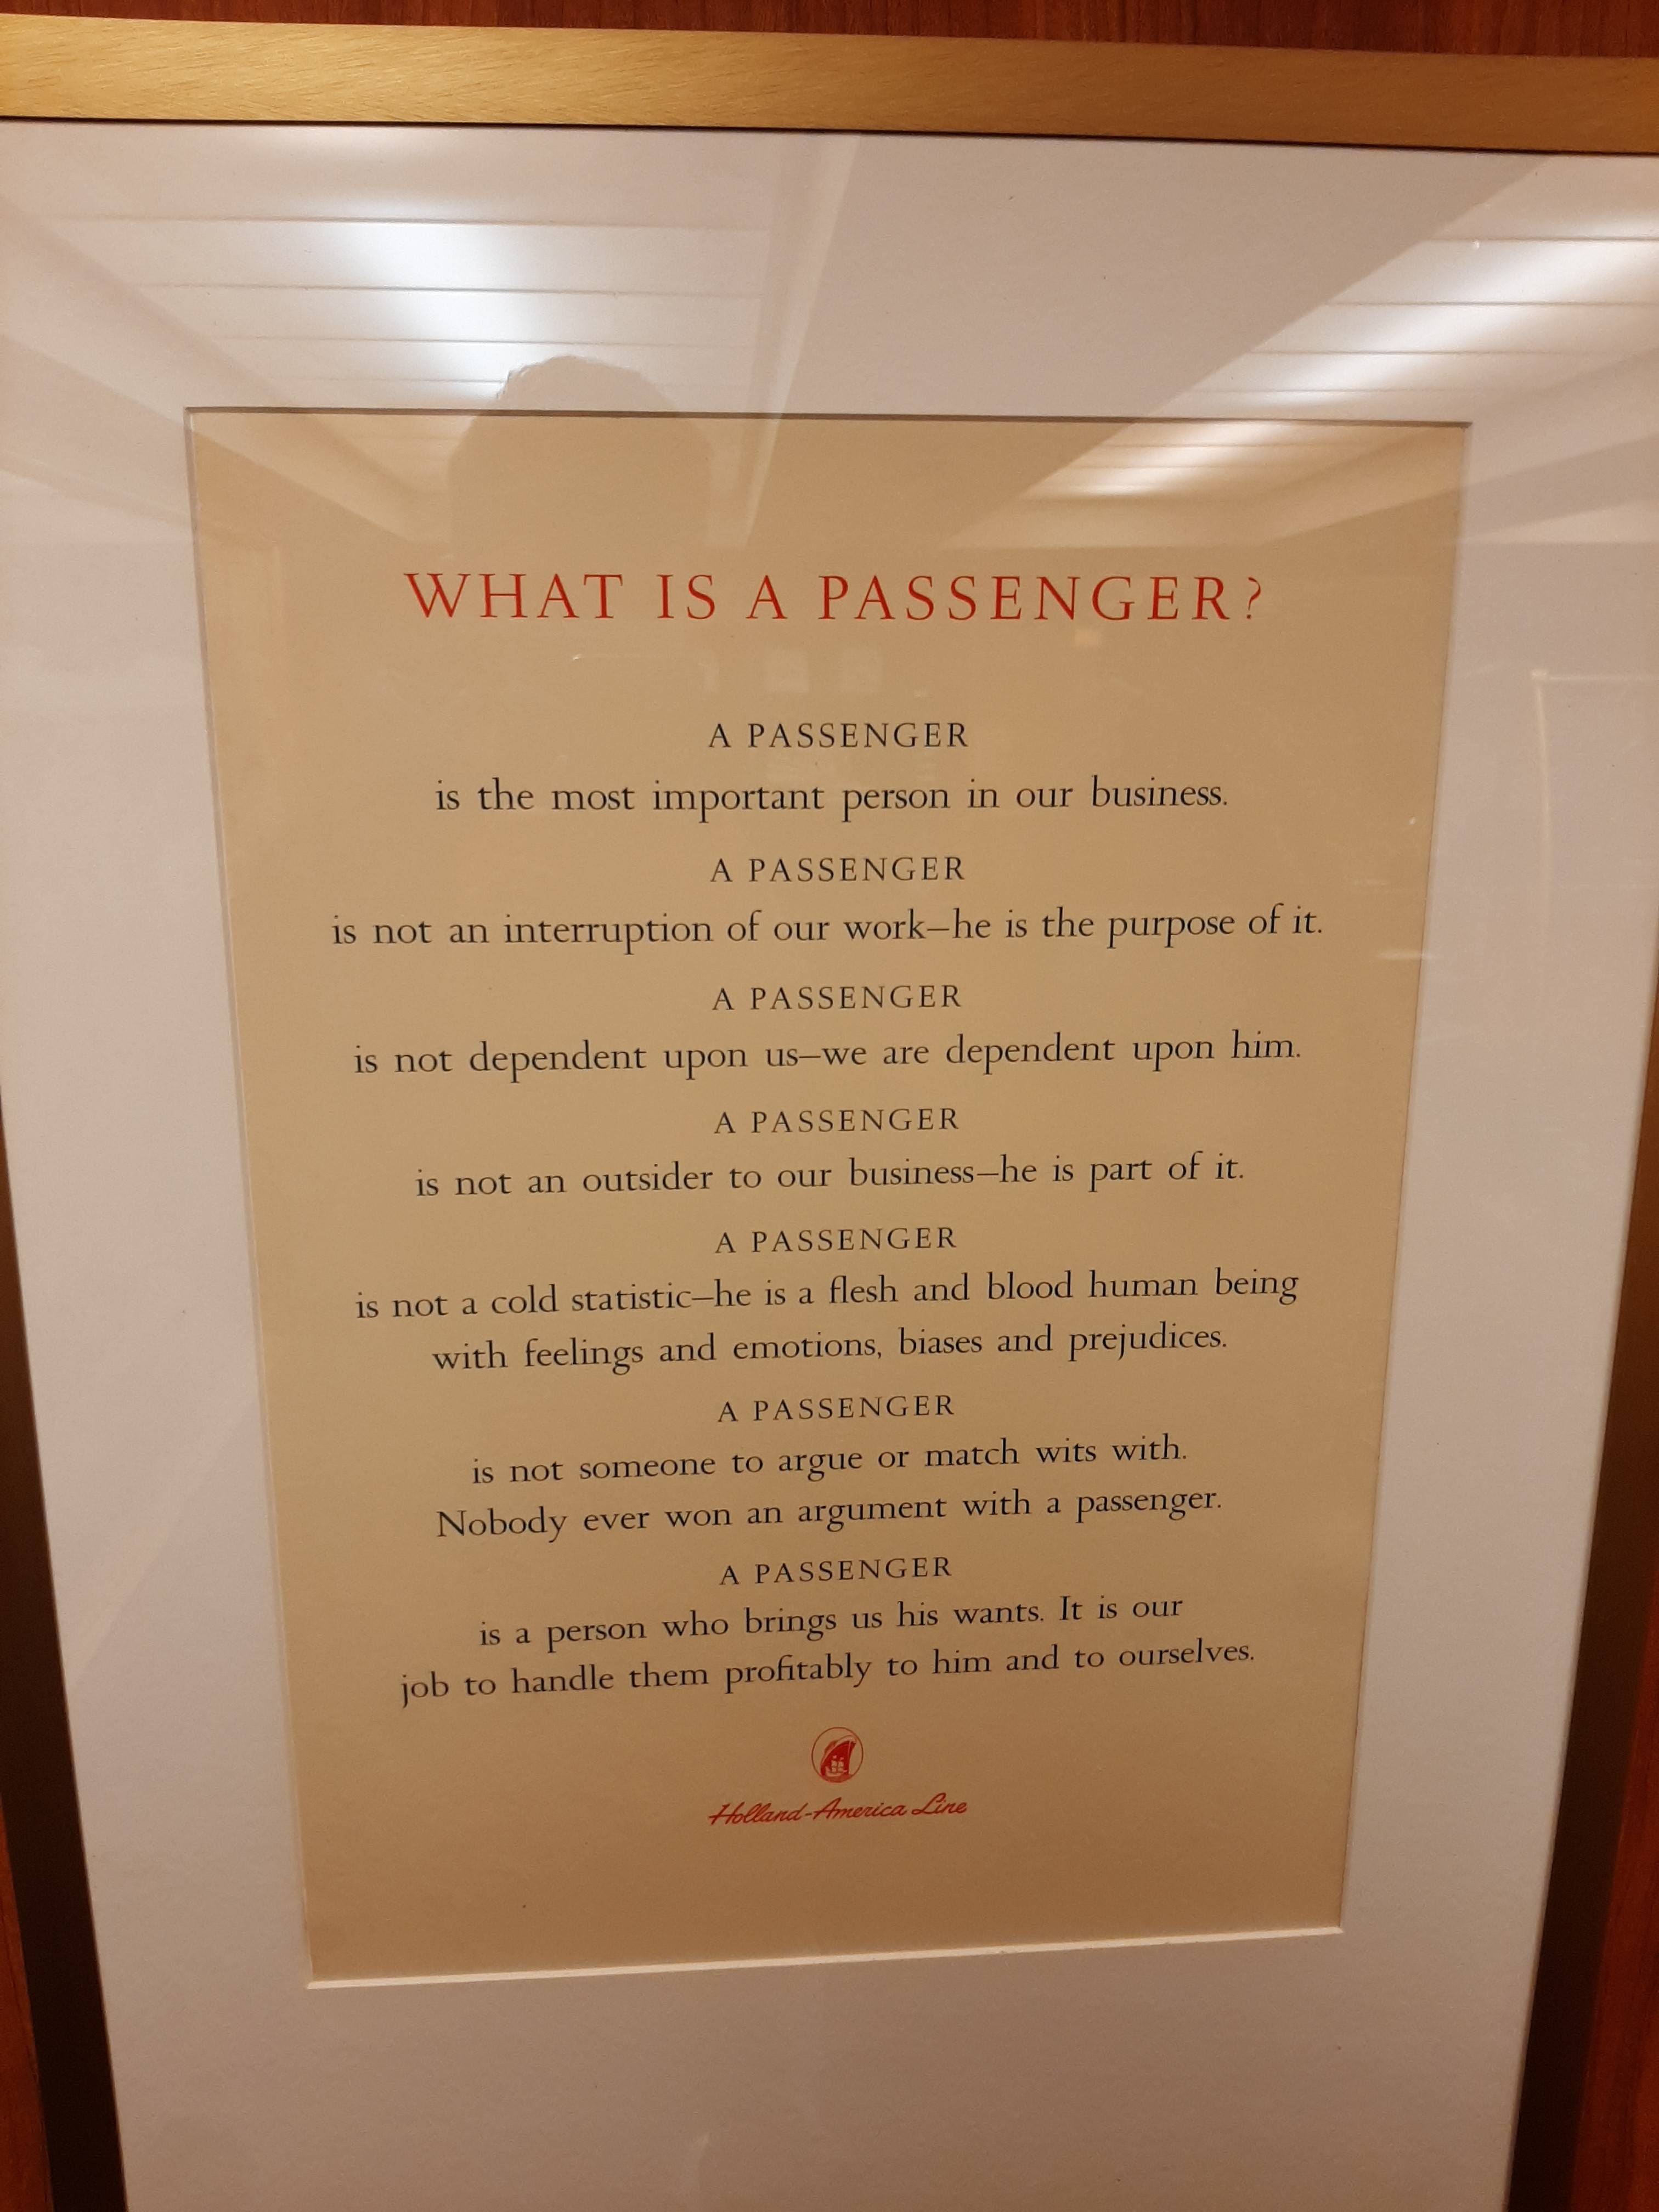 WHAT IS A PASSENGER?
A PASSENGER
is the most important person in our business.
A PASSENGER
is not an interruption of our work—he is the purpose of it.
A PASSENGER
is not dependent upon us—we are dependent upon him.
A PASSENGER
is not an outsider to our business—he is part of it.
A PASSENGER
is not a cold statistic—he is a flesh and blood human being
with feelings and emotions, biases and prejudices.
A PASSENGER
is not someone to argue or match wits with.
Nobody ever won an argument with a passenger.
A PASSENGER
is a person who brings us his wants. It is our
job to handle them profitably to him and to ourselves.
Holland-America Line